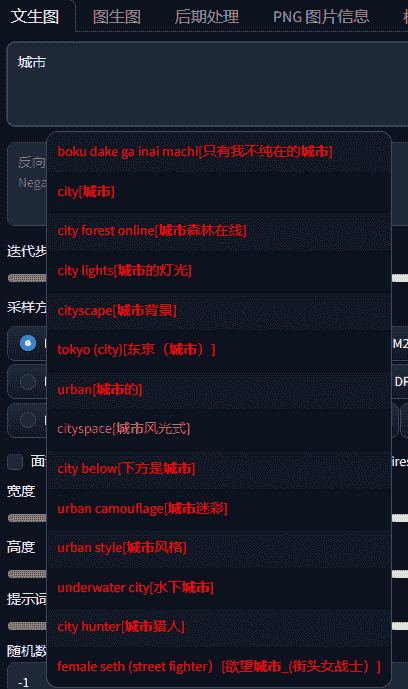 文生图 图生图 后期处理 PNG 图片信息
城市
反向
Nega
boku dake ga inai machi[只有我不纯在的城市]
city[城市]
city forest online[城市森林在线]
迭代步
city lights[城市的灯光]
采样方
cityscape[城市背景]
M2
tokyo (city)[东京（城市）]
DP
urban[城市的]
cityspace[城市风光式]
面
city below[下方是城市]
ires
宽度
urban camouflage[城市迷彩]
高度
urban style[城市风格]
underwater city[水下城市]
提示词
city hunter[城市猎人]
随机数
female seth (street fighter）[欲望城市_(街头女战士）]
-1